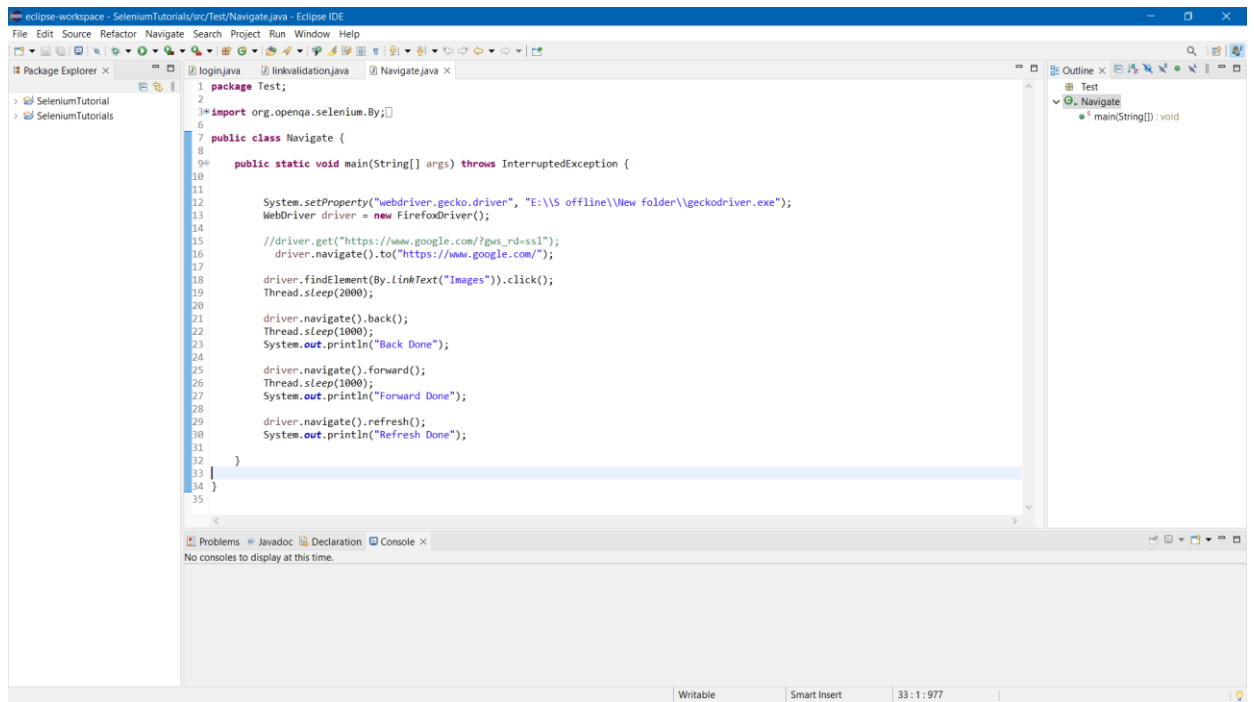 eclipse-workspace - SeleniumTutorials/src/Test/Navigate.java - Eclipse IDE
File Edit Source Refactor Navigate Search Project Run Window Help
Package Explorer
SeleniumTutorial
SeleniumTutorials
login.java linkvalidation.java Navigate.java
1 package Test;
2
3 import org.openqa.selenium.By;
6
7 public class Navigate {
8
9 public static void main(String[] args) throws InterruptedException {
10
11
12 System.setProperty("webdriver.gecko.driver", "E:\\S offline\\New folder\\geckodriver.exe");
13 WebDriver driver = new FirefoxDriver();
14
15 //driver.get("https://www.google.com/?gws_rd=ssl");
16 driver.navigate().to("https://www.google.com/");
17
18 driver.findElement(By.linkText("Images")).click();
19 Thread.sleep(2000);
20
21 driver.navigate().back();
22 Thread.sleep(1000);
23 System.out.println("Back Done");
24
25 driver.navigate().forward();
26 Thread.sleep(1000);
27 System.out.println("Forward Done");
28
29 driver.navigate().refresh();
30 System.out.println("Refresh Done");
31
32 }
33
34 }
35
Outline
Test
Navigate
main(String[]) : void
Problems Javadoc Declaration Console
No consoles to display at this time.
Writable Smart Insert 33 : 1 : 977